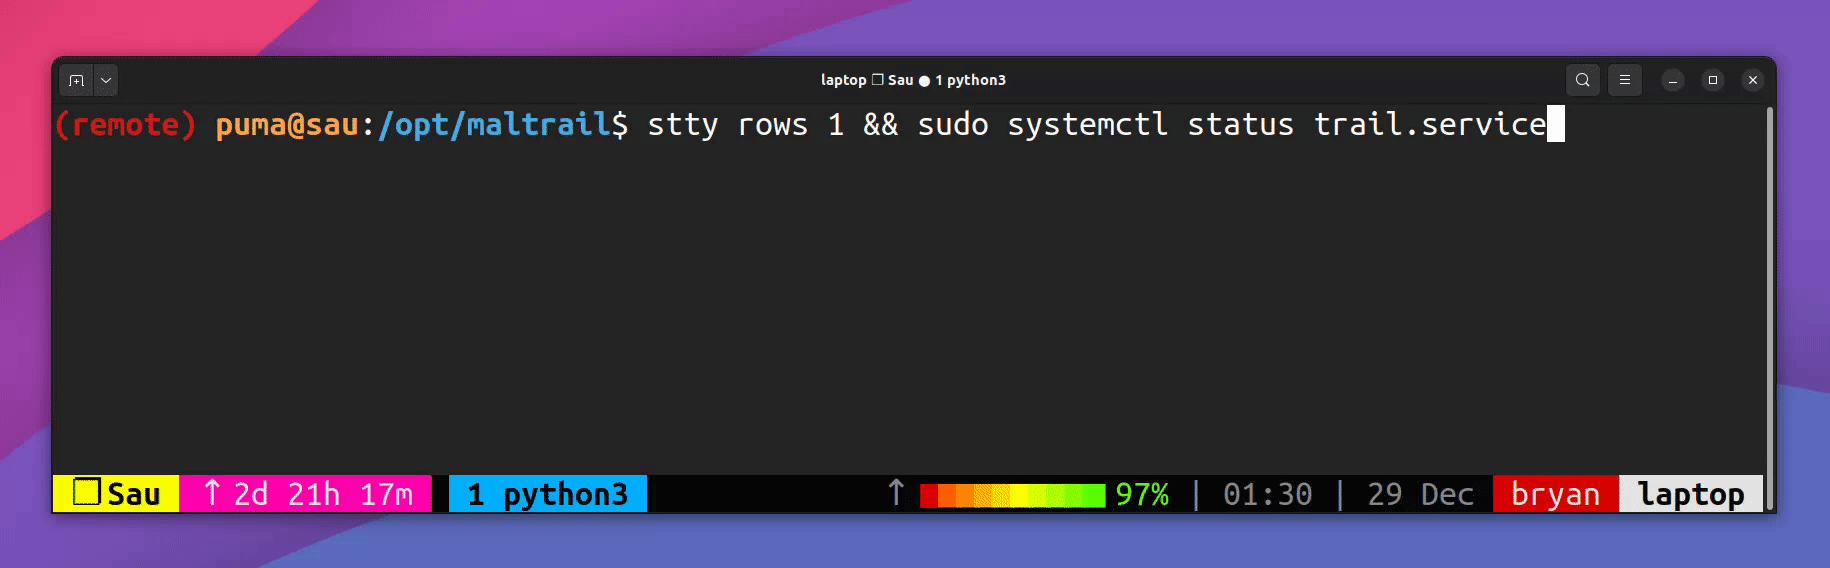 laptop ❐ Sau ● 1 python3
(remote) puma@sau:/opt/maltrail$ stty rows 1 && sudo systemctl status trail.service
❐ Sau ↑ 2d 21h 17m 1 python3 ↑ 97% | 01:30 | 29 Dec bryan laptop